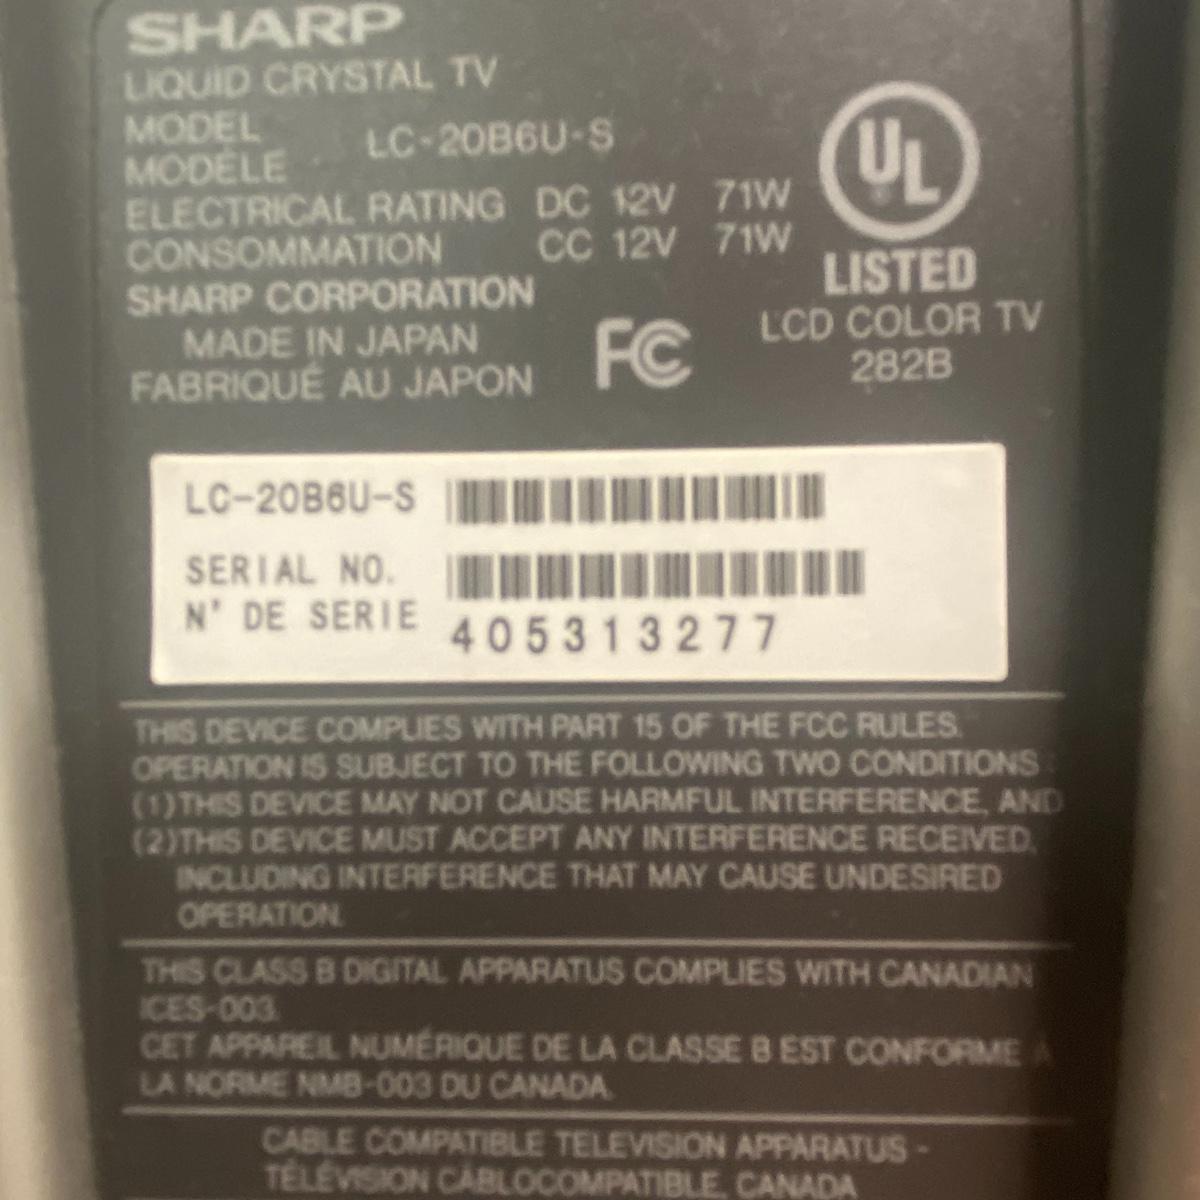 SHARP
LIQUID CRYSTAL TV
MODEL
MODÈLE LC-20B6U-S
ELECTRICAL RATING DC 12V 71W
CONSOMMATION CC 12V 71W
SHARP CORPORATION
MADE IN JAPAN
FABRIQUÉ AU JAPON
FC
UL
LISTED
LCD COLOR TV
282B
LC-20B6U-S
SERIAL NO.
N° DE SERIE
405313277
THIS DEVICE COMPLIES WITH PART 15 OF THE FCC RULES.
OPERATION IS SUBJECT TO THE FOLLOWING TWO CONDITIONS :
(1)THIS DEVICE MAY NOT CAUSE HARMFUL INTERFERENCE, AND
(2)THIS DEVICE MUST ACCEPT ANY INTERFERENCE RECEIVED,
INCLUDING INTERFERENCE THAT MAY CAUSE UNDESIRED
OPERATION.
THIS CLASS B DIGITAL APPARATUS COMPLIES WITH CANADIAN
ICES-003.
CET APPAREIL NUMÉRIQUE DE LA CLASSE B EST CONFORME À
LA NORME NMB-003 DU CANADA.
CABLE COMPATIBLE TELEVISION APPARATUS -
TÉLÉVISION CÂBLOCOMPATIBLE, CANADA